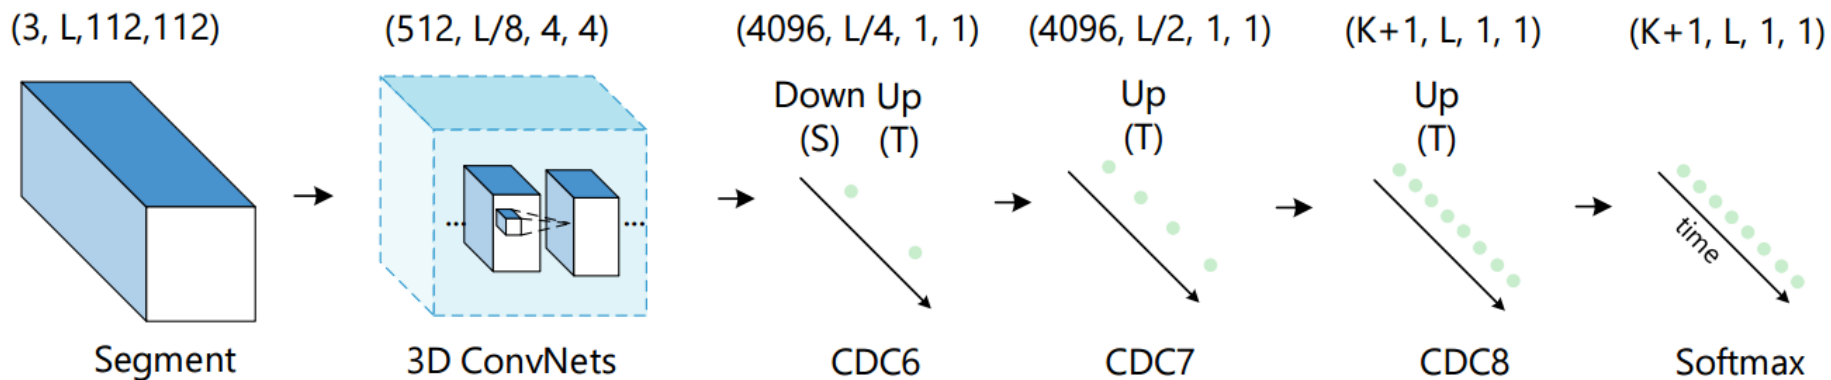 (3, L,112,112) (512, L/8, 4, 4) (4096, L/4, 1, 1) (4096, L/2, 1, 1) (K+1, L, 1, 1) (K+1, L, 1, 1)
Down Up Up Up
(S) (T) (T) (T)
... ...
time
Segment 3D ConvNets CDC6 CDC7 CDC8 Softmax